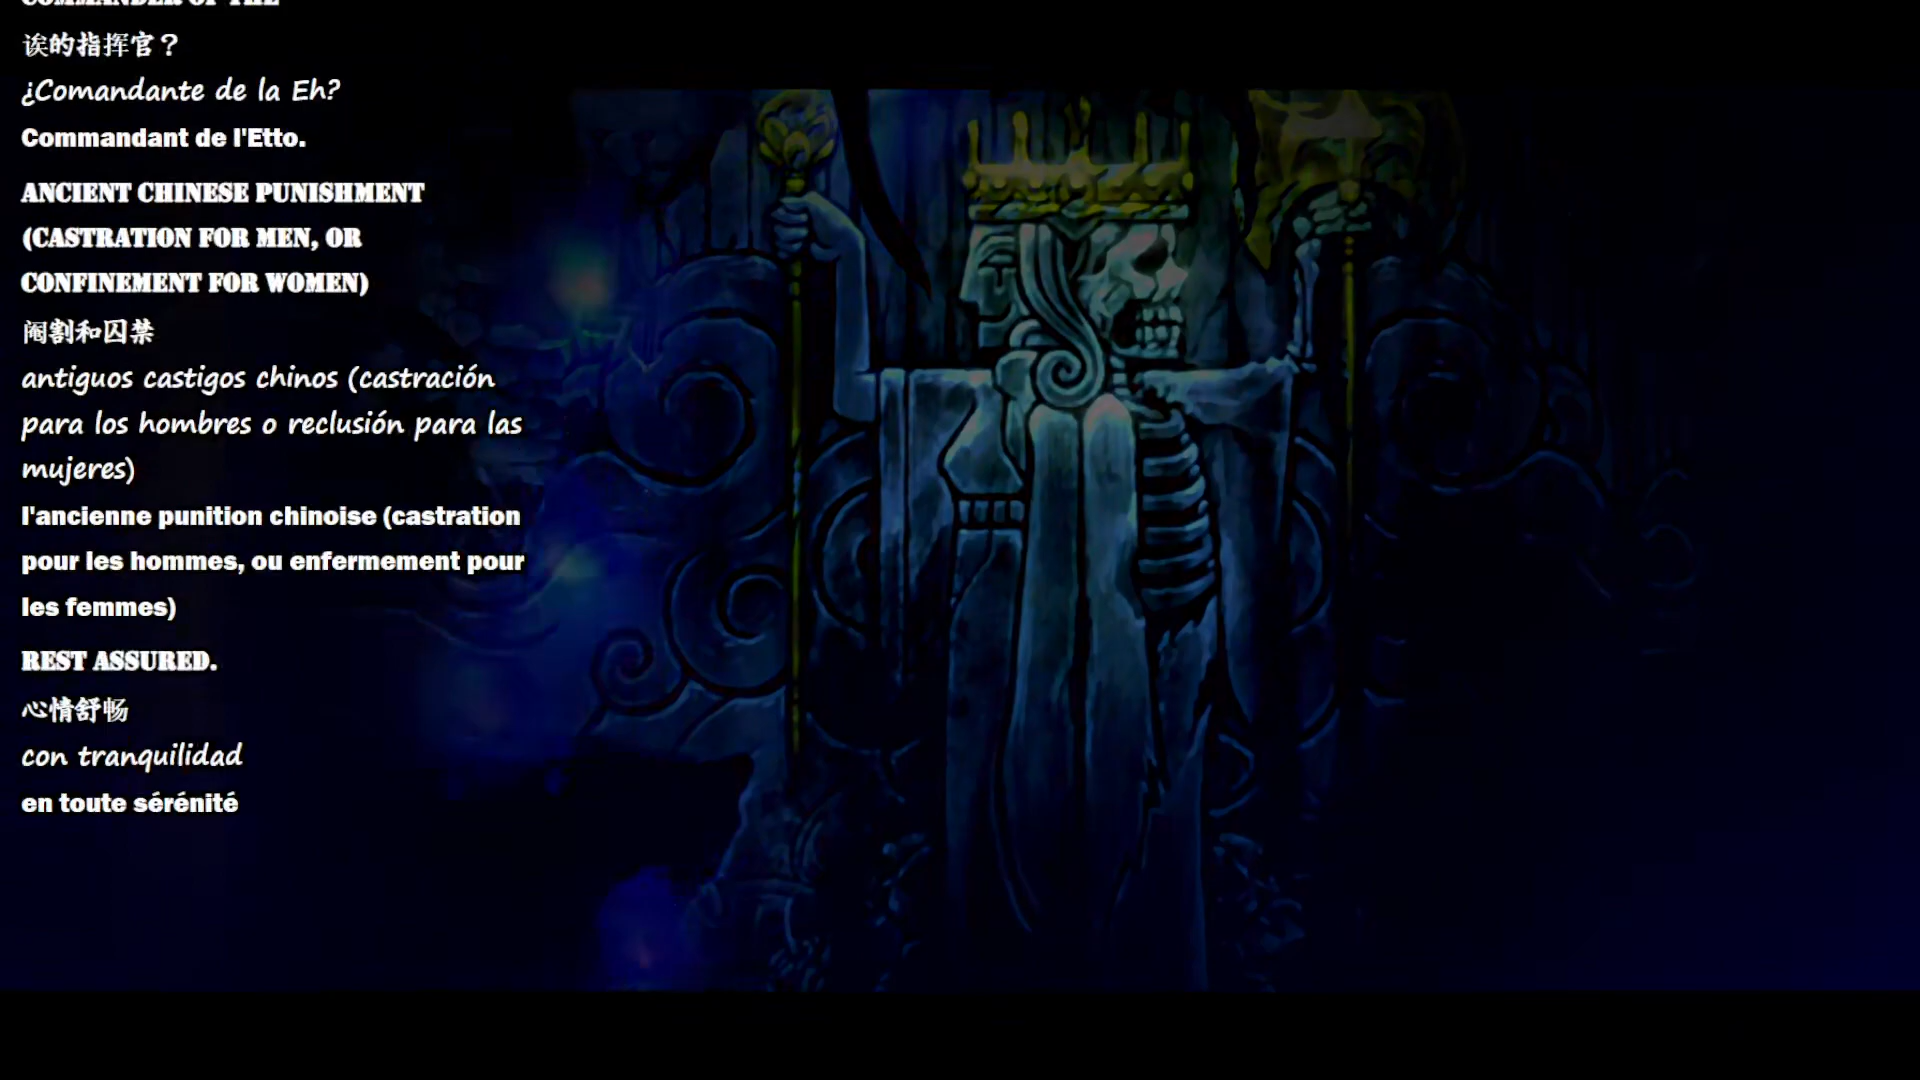 COMMANDER OF THE
诶的指挥官？
¿Comandante de la Eh?
Commandant de l'Etto.
ANCIENT CHINESE PUNISHMENT
(CASTRATION FOR MEN, OR
CONFINEMENT FOR WOMEN)
阉割和囚禁
antiguos castigos chinos (castración
para los hombres o reclusión para las
mujeres)
l'ancienne punition chinoise (castration
pour les hommes, ou enfermement pour
les femmes)
REST ASSURED.
心情舒畅
con tranquilidad
en toute sérénité